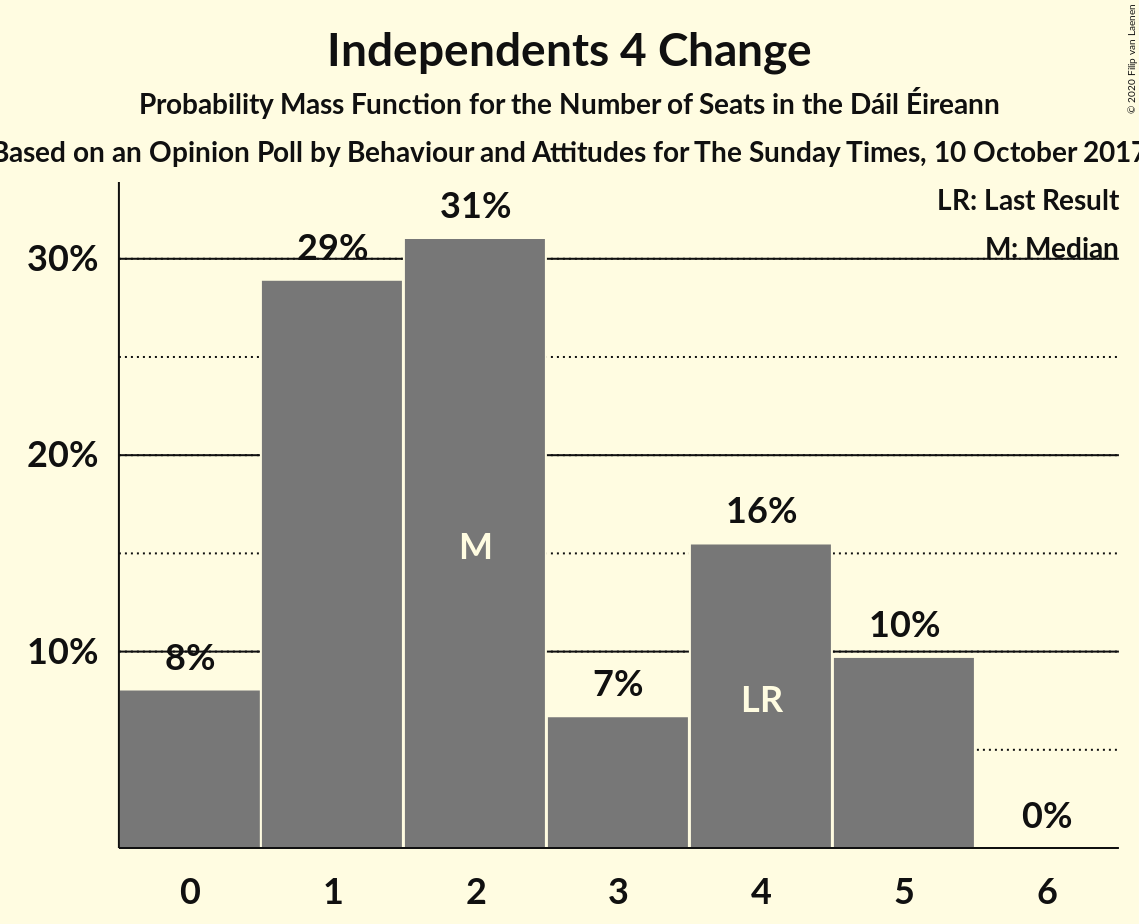 Independents 4 Change
Probability Mass Function for the Number of Seats in the Dáil Éireann
Based on an Opinion Poll by Behaviour and Attitudes for The Sunday Times, 10 October 2017
© 2020 Filip van Laenen
LR: Last Result
M: Median
30%
20%
10%
8%
29%
31%
7%
16%
10%
0%
M
LR
0 1 2 3 4 5 6